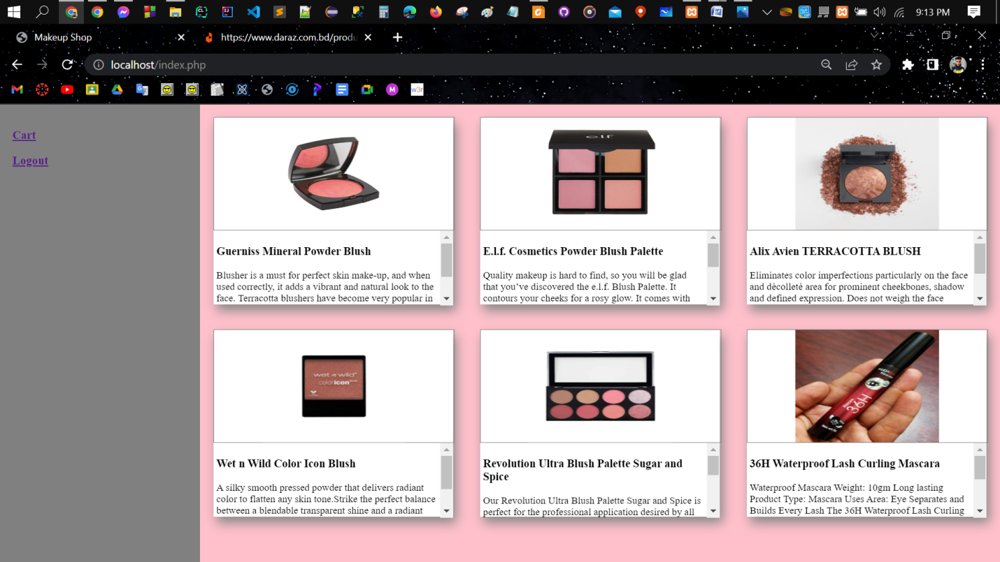 9:13 PM
Makeup Shop
https://www.daraz.com.bd/produ
localhost/index.php
M
w3r
Cart
Logout
e.l.f.
Guerniss Mineral Powder Blush
Blusher is a must for perfect skin make-up, and when
used correctly, it adds a vibrant and natural look to the
face. Terracotta blushers have become very popular in
E.l.f. Cosmetics Powder Blush Palette
Quality makeup is hard to find, so you will be glad
that you’ve discovered the e.l.f. Blush Palette. It
contours your cheeks for a rosy glow. It comes with
Alix Avien TERRACOTTA BLUSH
Eliminates color imperfections particularly on the face
and décolleté area for prominent cheekbones, shadow
and defined expression. Does not weigh the face
wet n wild
coloricon
36H
Wet n Wild Color Icon Blush
A silky smooth pressed powder that delivers radiant
color to flatten any skin tone.Strike the perfect balance
between a blendable transparent shine and a radiant
Revolution Ultra Blush Palette Sugar and
Spice
Our Revolution Ultra Blush Palette Sugar and Spice is
perfect for the professional application desired by all
36H Waterproof Lash Curling Mascara
Waterproof Mascara Weight: 10gm Long lasting
Product Type: Mascara Uses Area: Eye Separates and
Builds Every Lash The 36H Waterproof Lash Curling